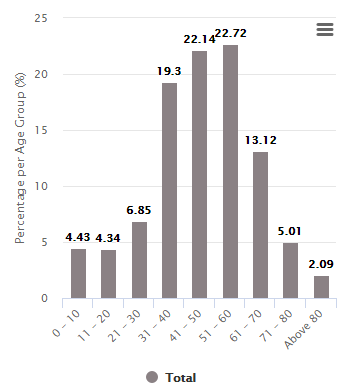 25
22.14
22.72
20
19.3
15
13.12
10
6.85
5
4.43
4.34
5.01
2.09
0
Percentage per Age Group (%)
0 – 10
11 – 20
21 – 30
31 – 40
41 – 50
51 – 60
61 – 70
71 – 80
Above 80
Total